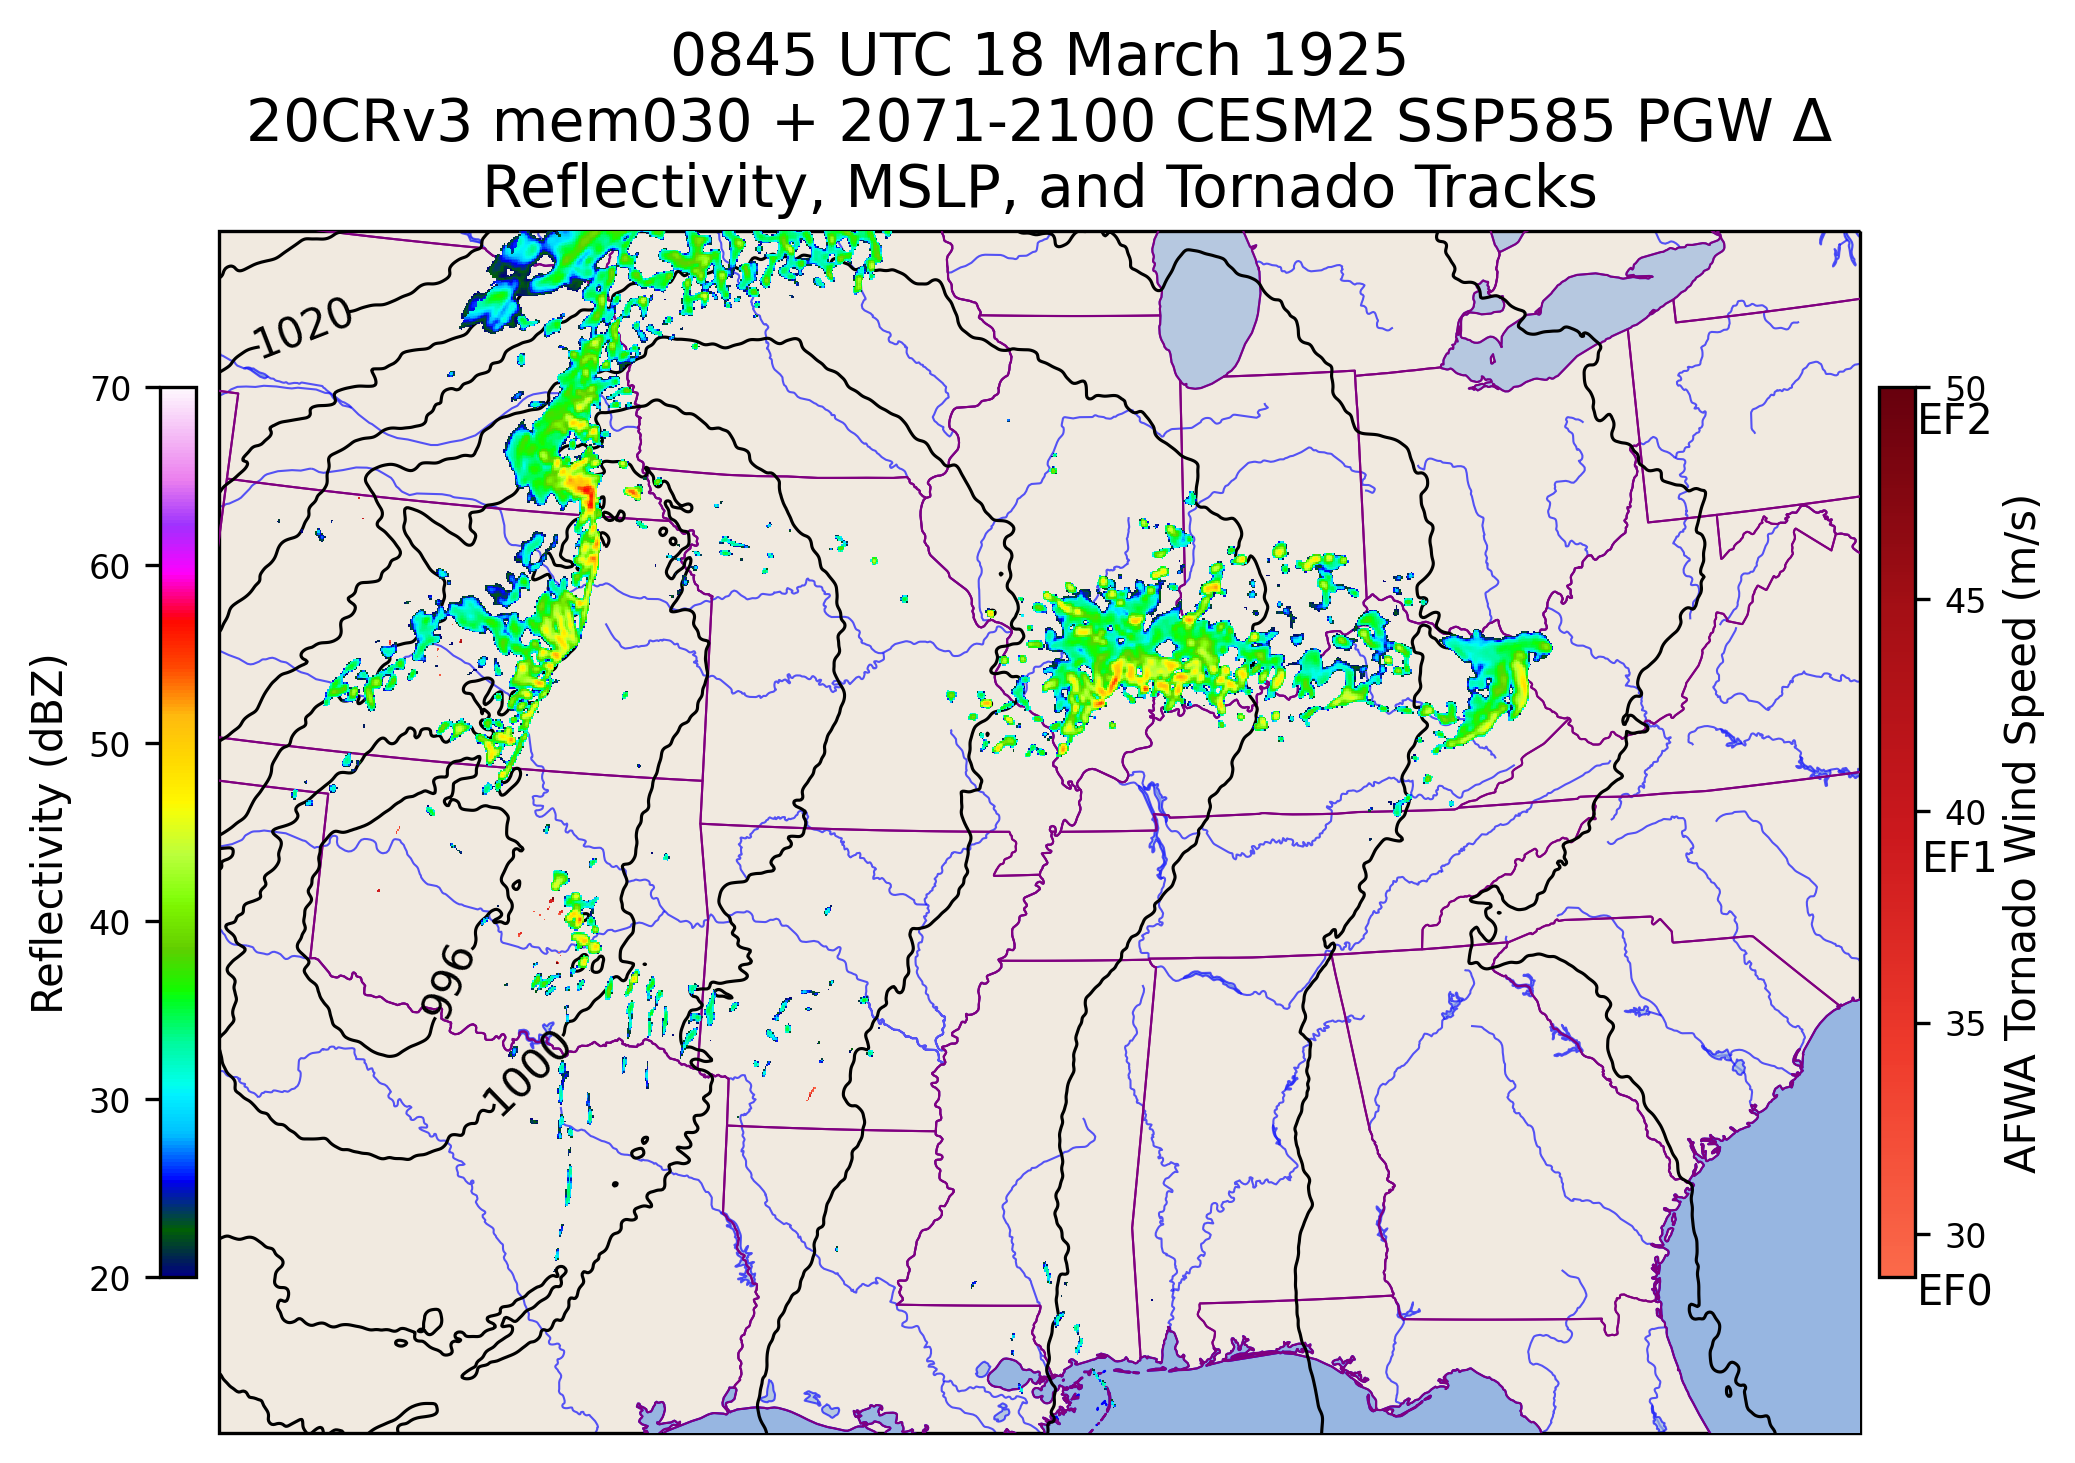 0845 UTC 18 March 1925
20CRv3 mem030 + 2071-2100 CESM2 SSP585 PGW Δ
Reflectivity, MSLP, and Tornado Tracks
1020
996
1000
70
60
50
40
30
20
Reflectivity (dBZ)
50
EF2
45
40
EF1
35
30
EF0
AFWA Tornado Wind Speed (m/s)